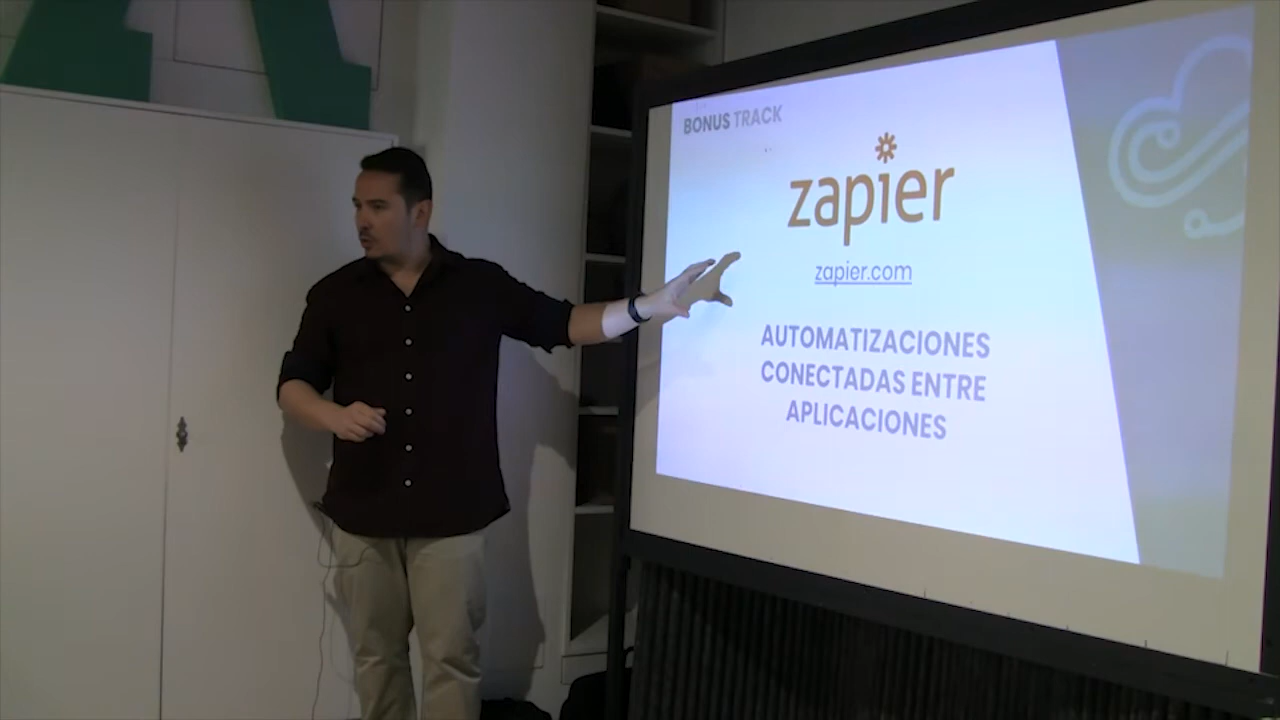 BONUS TRACK
zapier
zapier.com
AUTOMATIZACIONES
CONECTADAS ENTRE
APLICACIONES